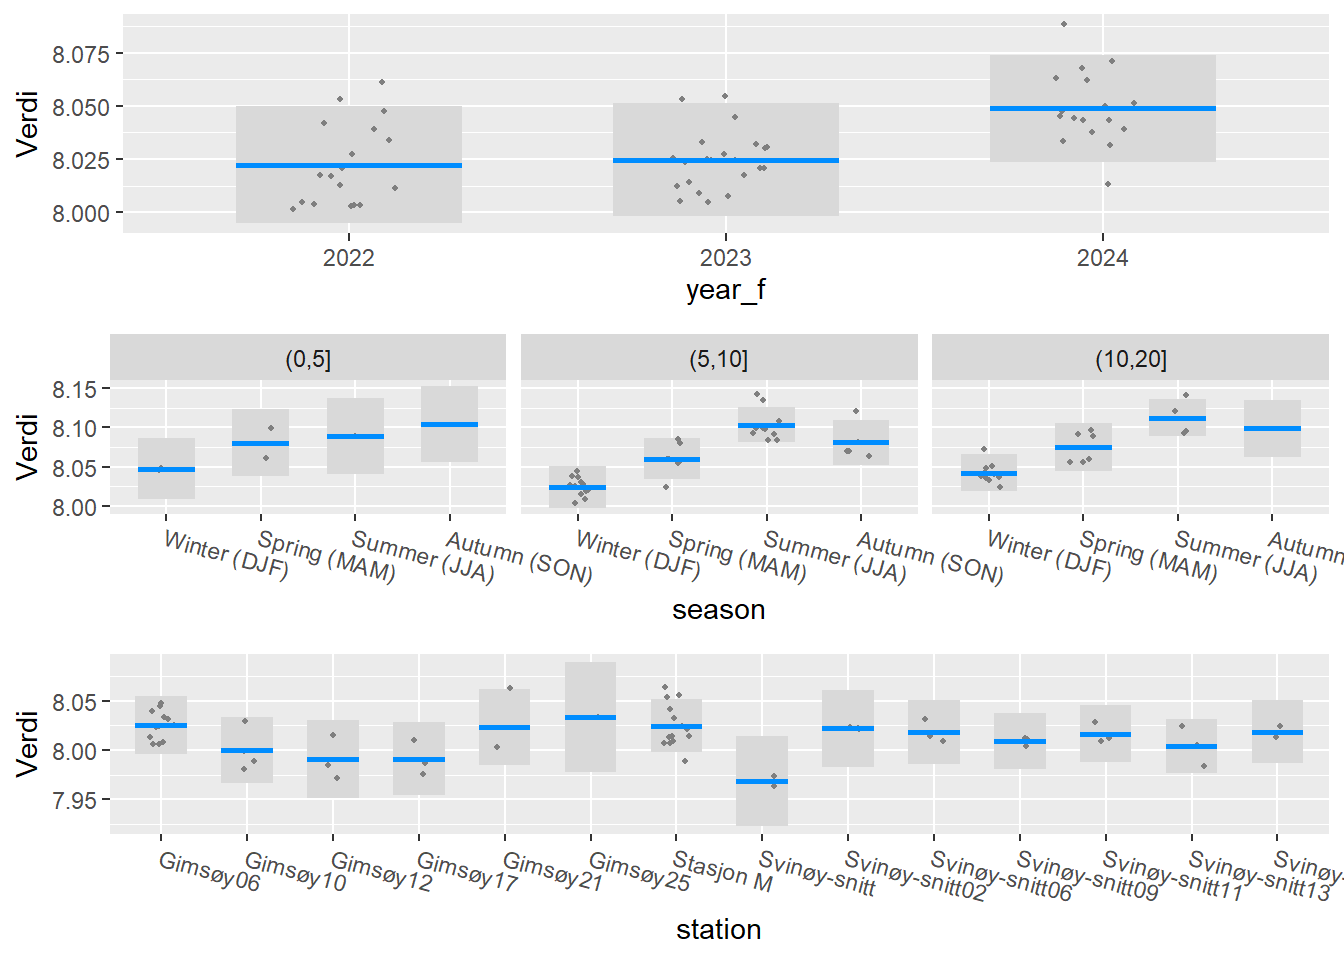 Verdi
8.075
8.050
8.025
8.000
2022 2023 2024
year_f
(0,5] (5,10] (10,20]
Verdi
8.15
8.10
8.05
8.00
Winter (DJF) Spring (MAM) Summer (JJA) Autumn (SON) Winter (DJF) Spring (MAM) Summer (JJA) Autumn (SON) Winter (DJF) Spring (MAM) Summer (JJA) Autumn
season
Verdi
8.05
8.00
7.95
Gimsøy06 Gimsøy10 Gimsøy12 Gimsøy17 Gimsøy21 Gimsøy25 Stasjon M Svinøy-snitt Svinøy-snitt02 Svinøy-snitt06 Svinøy-snitt09 Svinøy-snitt11 Svinøy-snitt13 Svinøy-
station